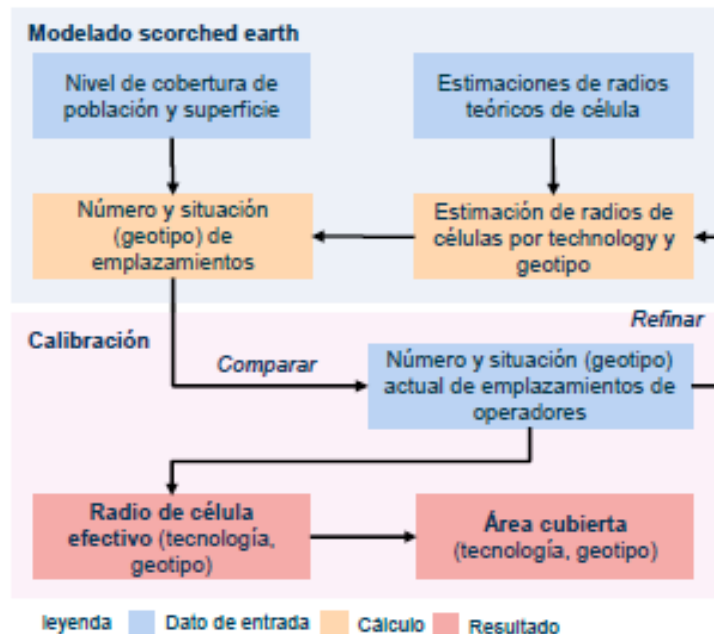 Modelado scorched earth
Nivel de cobertura de
población y superficie
Estimaciones de radios
teóricos de célula
Número y situación
(geotipo) de
emplazamientos
Estimación de radios de
células por technology y
geotipo
Refinar
Calibración
Comparar
Número y situación (geotipo)
actual de emplazamientos de
operadores
Radio de célula
efectivo (tecnología,
geotipo)
Área cubierta
(tecnología, geotipo)
leyenda Dato de entrada Cálculo Resultado